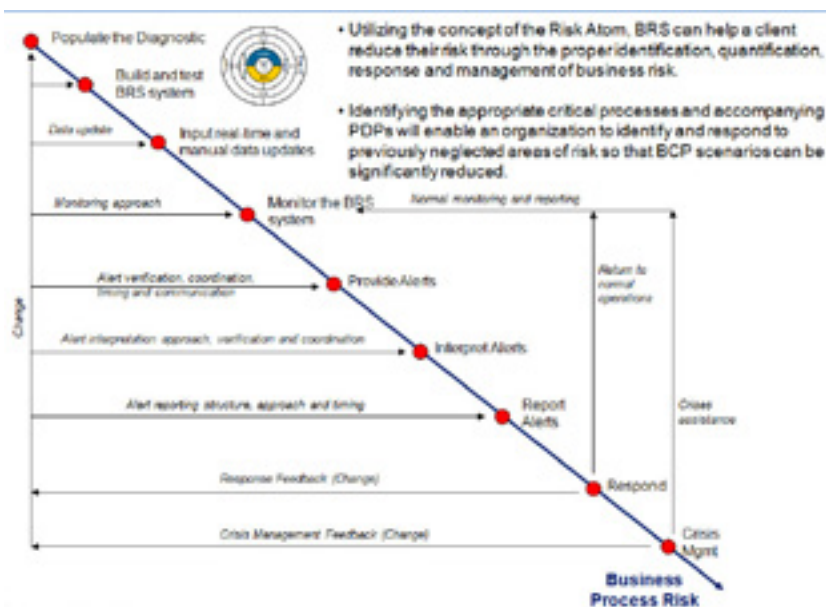 Populate the Diagnostic
• Utilizing the concept of the Risk Atom, BRS can help a client
reduce their risk through the proper identification, quantification,
response and management of business risk.
Build and test
BRS system
• Identifying the appropriate critical processes and accompanying
PDPs will enable an organization to identify and respond to
previously neglected areas of risk so that BCP scenarios can be
significantly reduced.
Data update
Input real-time and
manual data updates
Monitoring approach
Monitor the BRS
system
Normal monitoring and reporting
Alert verification, coordination,
timing and communication
Provide Alerts
Return to
normal
operations
Change
Alert interpretation approach, verification and coordination
Interpret Alerts
Alert reporting structure, approach and timing
Report
Alerts
Crises
assistance
Response Feedback (Change)
Respond
Crisis Management Feedback (Change)
Crisis
Mgmt
Business
Process Risk